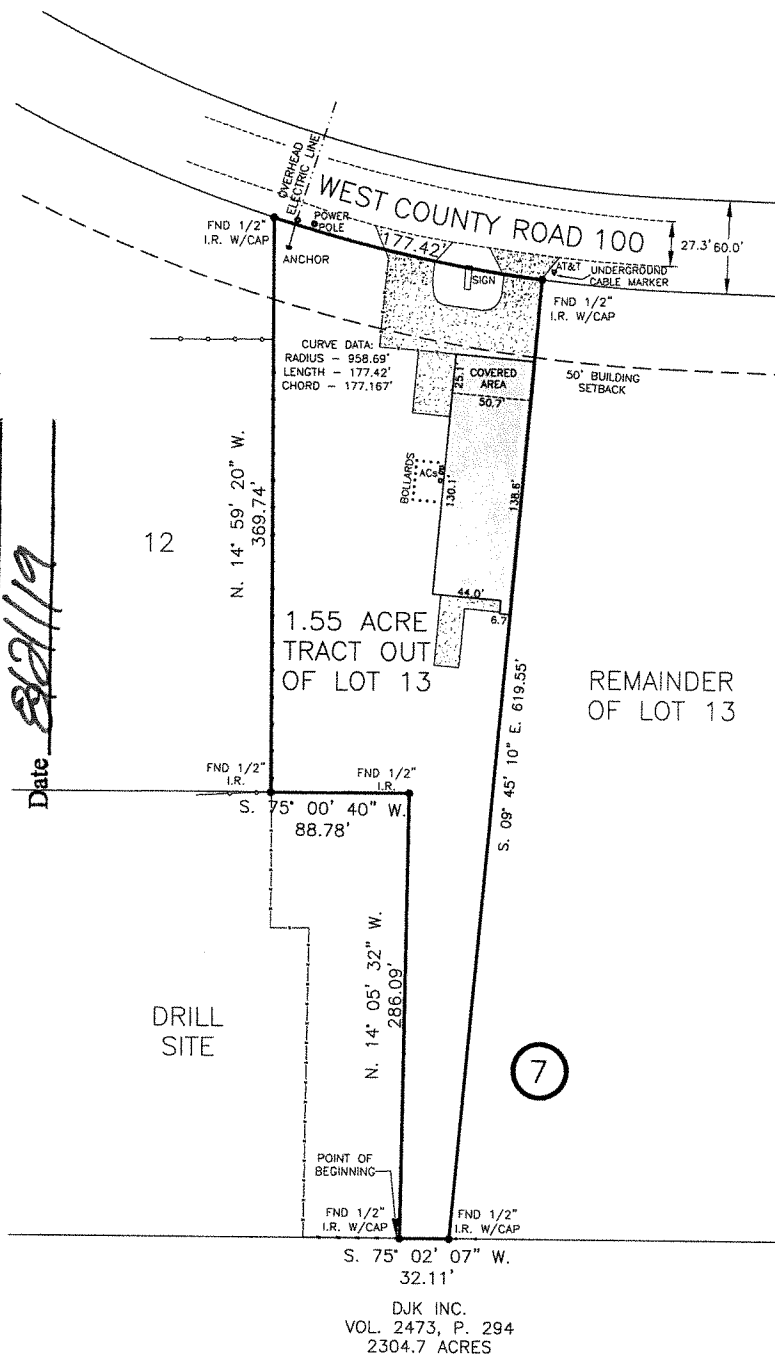 OVERHEAD
ELECTRIC LINE
WEST COUNTY ROAD 100
POWER
POLE
FND 1/2"
I.R. W/CAP
ANCHOR
177.42'
SIGN
AT&T
UNDERGROUND
CABLE MARKER
27.3'
60.0'
FND 1/2"
I.R. W/CAP
CURVE DATA:
RADIUS - 958.69'
LENGTH - 177.42'
CHORD - 177.167'
25.1'
COVERED
AREA
50.7'
50' BUILDING
SETBACK
BOLLARDS
ACs
130.1'
138.6'
44.0'
6.7'
N. 14° 59' 20" W.
369.74'
12
1.55 ACRE
TRACT OUT
OF LOT 13
REMAINDER
OF LOT 13
S. 09° 45' 10" E. 619.55'
Date
FND 1/2"
I.R.
FND 1/2"
I.R.
S. 75° 00' 40" W.
88.78'
N. 14° 05' 32" W.
286.09'
DRILL
SITE
7
POINT OF
BEGINNING
FND 1/2"
I.R. W/CAP
FND 1/2"
I.R. W/CAP
S. 75° 02' 07" W.
32.11'
DJK INC.
VOL. 2473, P. 294
2304.7 ACRES